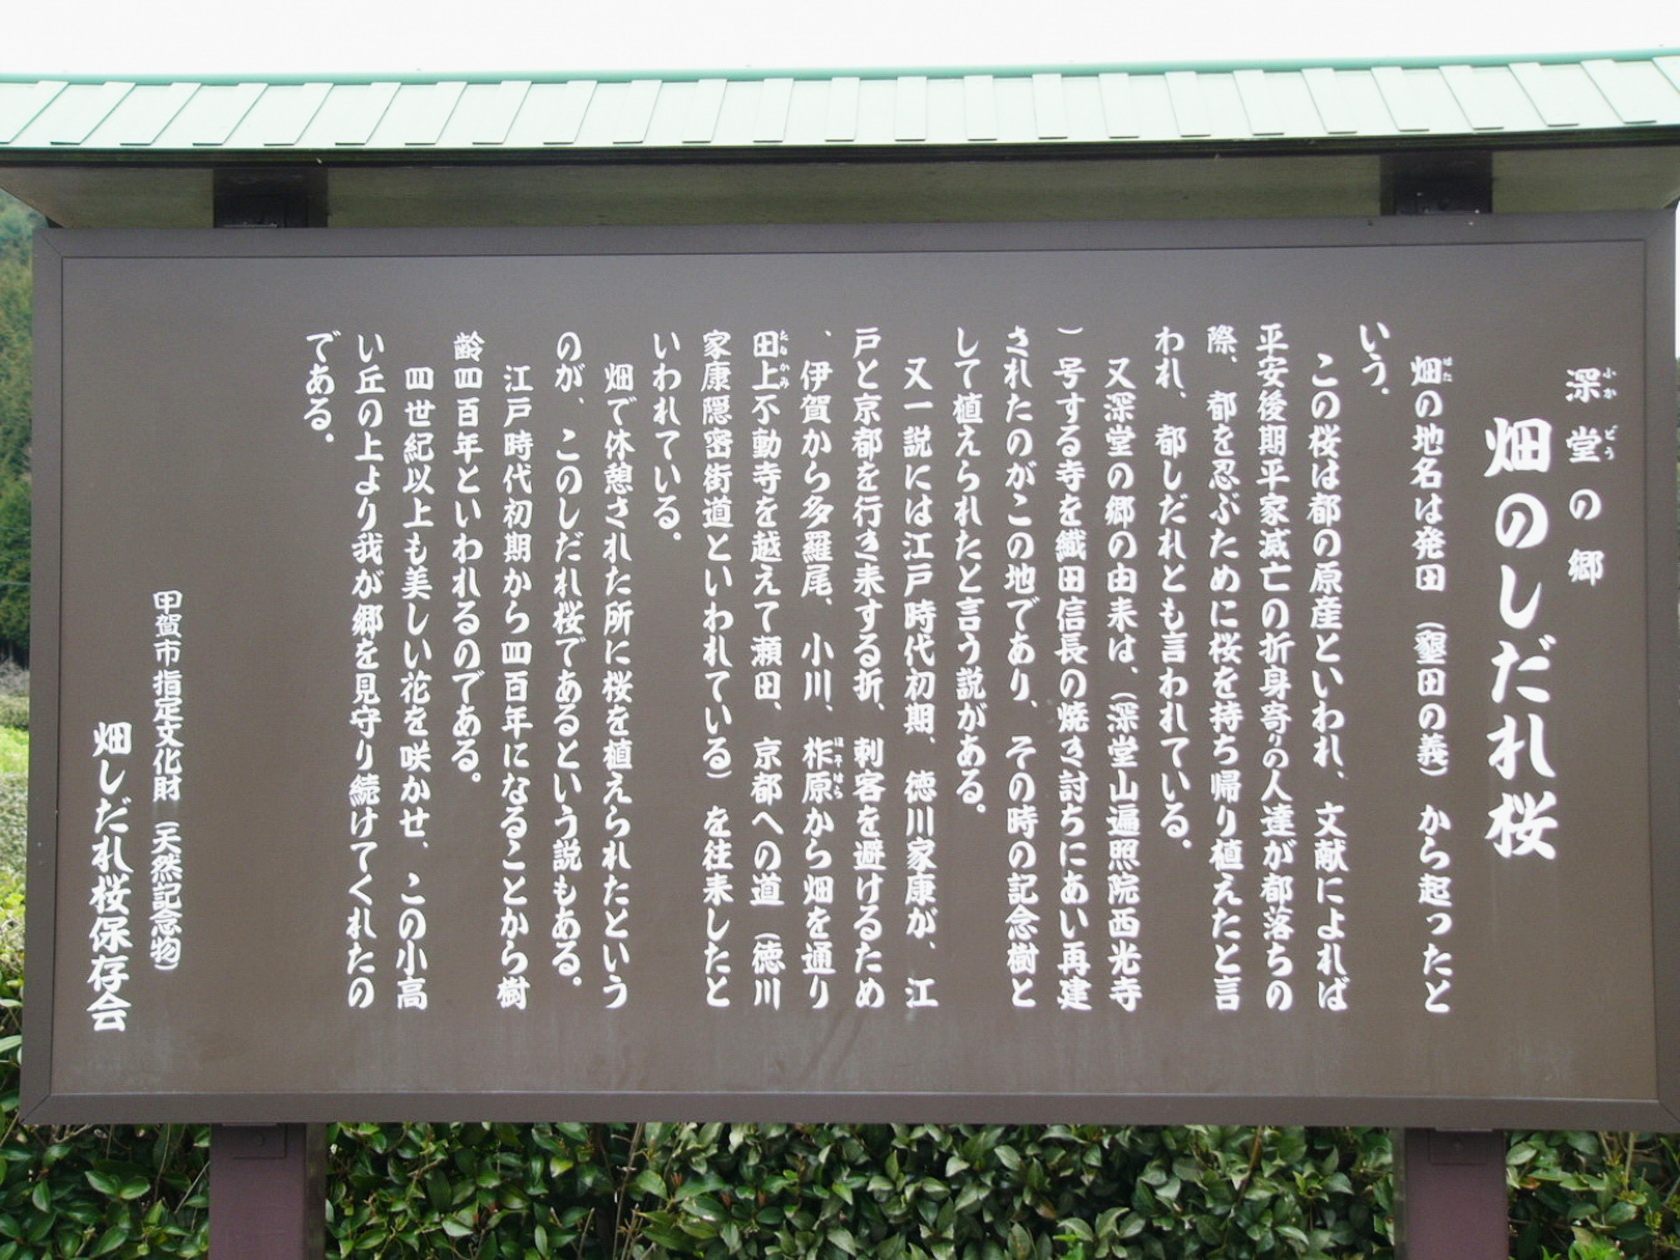 深堂の郷
畑のしだれ桜
畑の地名は発田(墾田の義)から起ったと
いう.
この桜は都の原産といわれ、文献によれば
平安後期平家滅亡の折身寄りの人達が都落ちの
際、都を忍ぶために桜を持ち帰り植えたと言
われ、都しだれとも言われている.
又深堂の郷の由来は、(深堂山遍照院西光寺
)号する寺を織田信長の焼き討ちにあい再建
されたのがこの地であり、その時の記念樹と
して植えられたと言う説がある.
又一説には江戸時代初期、徳川家康が、江
戸と京都を行き来する折、刺客を避けるため
、伊賀から多羅尾、小川、柞原から畑を通り
田上不動寺を越えて瀬田、京都への道(徳川
家康隠密街道といわれている)を往来したと
いわれている.
畑で休憩された所に桜を植えられたという
のが、このしだれ桜であるという説もある.
江戸時代初期から四百年になることから樹
齢四百年といわれるのである.
四世紀以上も美しい花を咲かせ、この小高
い丘の上より我が郷を見守り続けてくれたの
である.
甲賀市指定文化財(天然記念物)
畑しだれ桜保存会